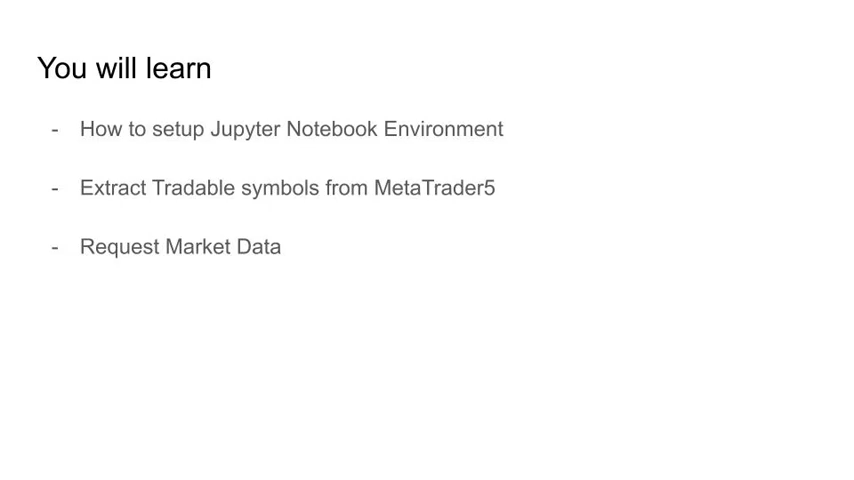 You will learn
- How to setup Jupyter Notebook Environment
- Extract Tradable symbols from MetaTrader5
- Request Market Data